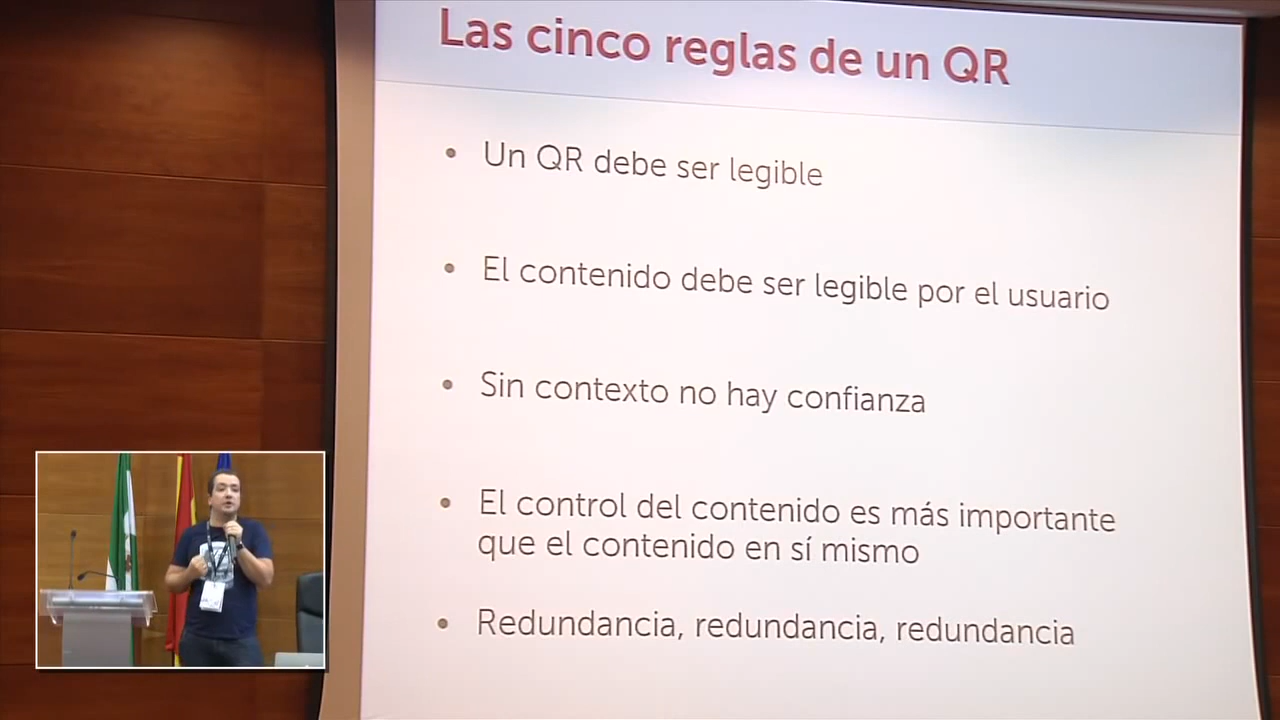 Las cinco reglas de un QR
• Un QR debe ser legible
• El contenido debe ser legible por el usuario
• Sin contexto no hay confianza
• El control del contenido es más importante
que el contenido en sí mismo
• Redundancia, redundancia, redundancia